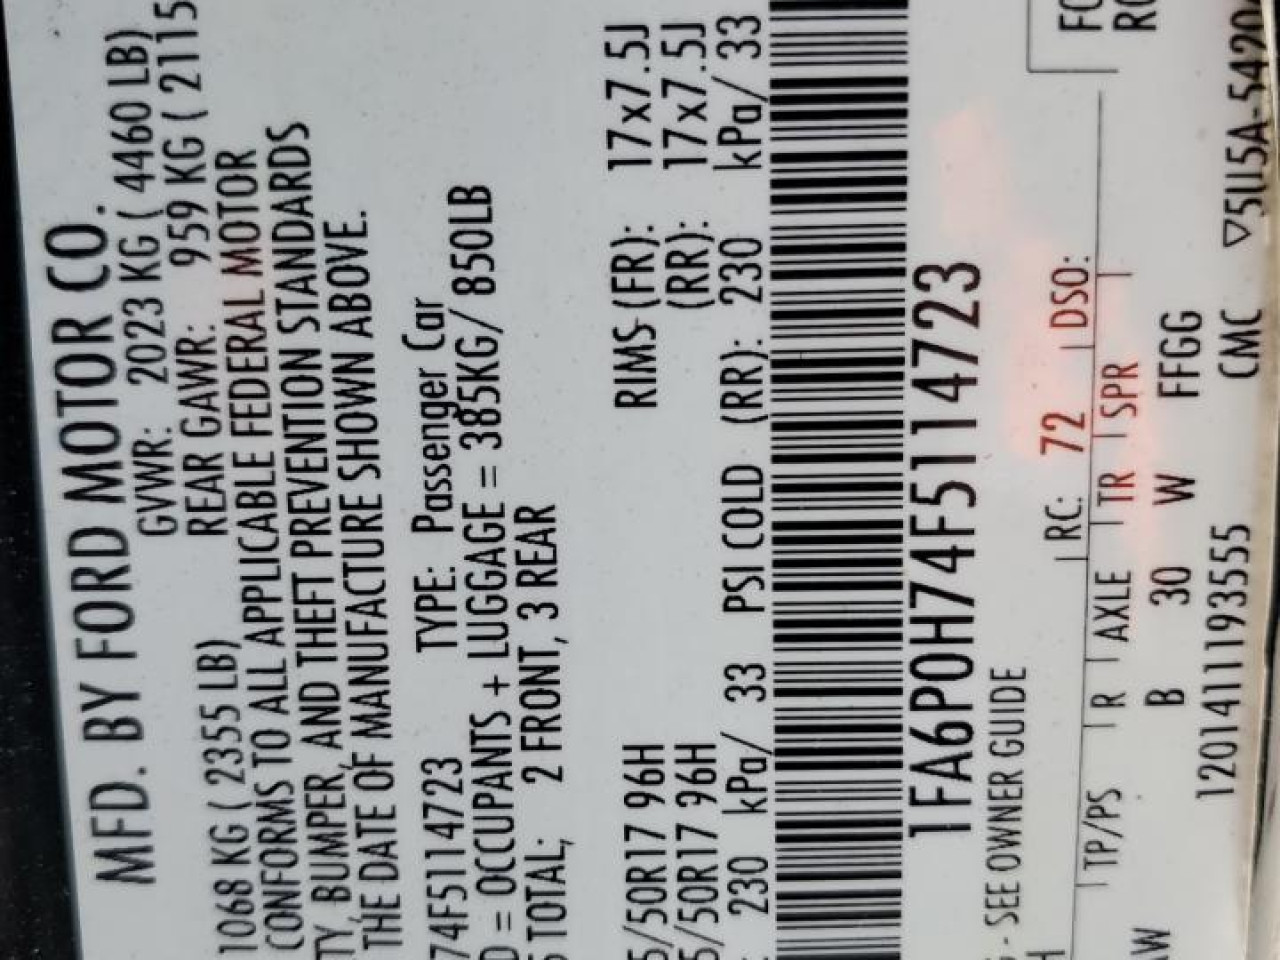 MFD. BY FORD MOTOR CO.
GVWR: 2023 KG ( 4460 LB)
1068 KG ( 2355 LB) REAR GAWR: 959 KG ( 2115
CONFORMS TO ALL APPLICABLE FEDERAL MOTOR
TY, BUMPER, AND THEFT PREVENTION STANDARDS
THE DATE OF MANUFACTURE SHOWN ABOVE.
74F5114723 TYPE: Passenger Car
D = OCCUPANTS + LUGGAGE = 385KG/ 850LB
5 TOTAL; 2 FRONT, 3 REAR
5/50R17 96H RIMS (FR): 17x7.5J
5/50R17 96H (RR): 17x7.5J
230 kPa/ 33 PSI COLD (RR): 230 kPa/ 33
1FA6P0H74F5114723
G - SEE OWNER GUIDE
H RC: 72 DSO:
TP/PS R AXLE TR SPR
AW B 30 W FFGG
1201411193555 CMC ▽5U5A-5420